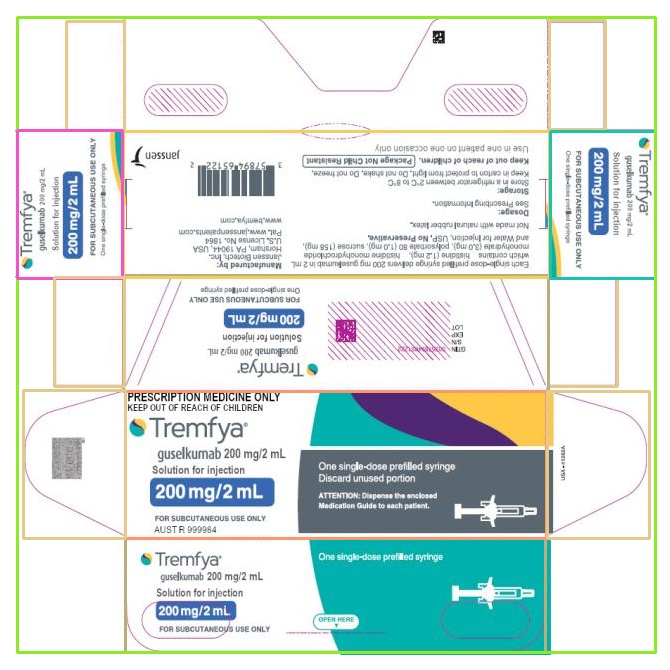 Tremfya®
guselkumab 200 mg/2 mL
Solution for injection
200 mg/2 mL
FOR SUBCUTANEOUS USE ONLY
One single-dose prefilled syringe
Each single-dose prefilled syringe delivers 200 mg guselkumab in 2 mL
which contains histidine (1.2 mg), histidine monohydrochloride
monohydrate (3.0 mg), polysorbate 80 (1.0 mg), sucrose (158 mg),
and Water for Injection, USP. No Preservative.
Not made with natural rubber latex.
Dosage:
See Prescribing Information.
Storage:
Store in a refrigerator between 2°C to 8°C
Keep in carton to protect from light. Do not shake, Do not freeze.
Keep out of reach of children. Package Not Child Resistant
Use in one patient on one occasion only
Manufactured by:
Janssen Biotech, Inc.
Horsham, PA 19044, USA
U.S. License No. 1864
Pat. www.janssenpatents.com
www.tremfya.com
3 57894 65122 2
janssen
Tremfya®
guselkumab 200 mg/2 mL
Solution for injection
200 mg/2 mL
FOR SUBCUTANEOUS USE ONLY
One single-dose prefilled syringe
GTIN 00357894651222
S/N
EXP
LOT
Tremfya®
guselkumab 200 mg/2 mL
Solution for injection
200 mg/2 mL
FOR SUBCUTANEOUS USE ONLY
One single-dose prefilled syringe
PRESCRIPTION MEDICINE ONLY
KEEP OUT OF REACH OF CHILDREN
Tremfya®
guselkumab 200 mg/2 mL
Solution for injection
200 mg/2 mL
FOR SUBCUTANEOUS USE ONLY
AUST R 999984
One single-dose prefilled syringe
Discard unused portion
ATTENTION: Dispense the enclosed
Medication Guide to each patient.
Tremfya®
guselkumab 200 mg/2 mL
Solution for injection
200 mg/2 mL
FOR SUBCUTANEOUS USE ONLY
One single-dose prefilled syringe
OPEN HERE